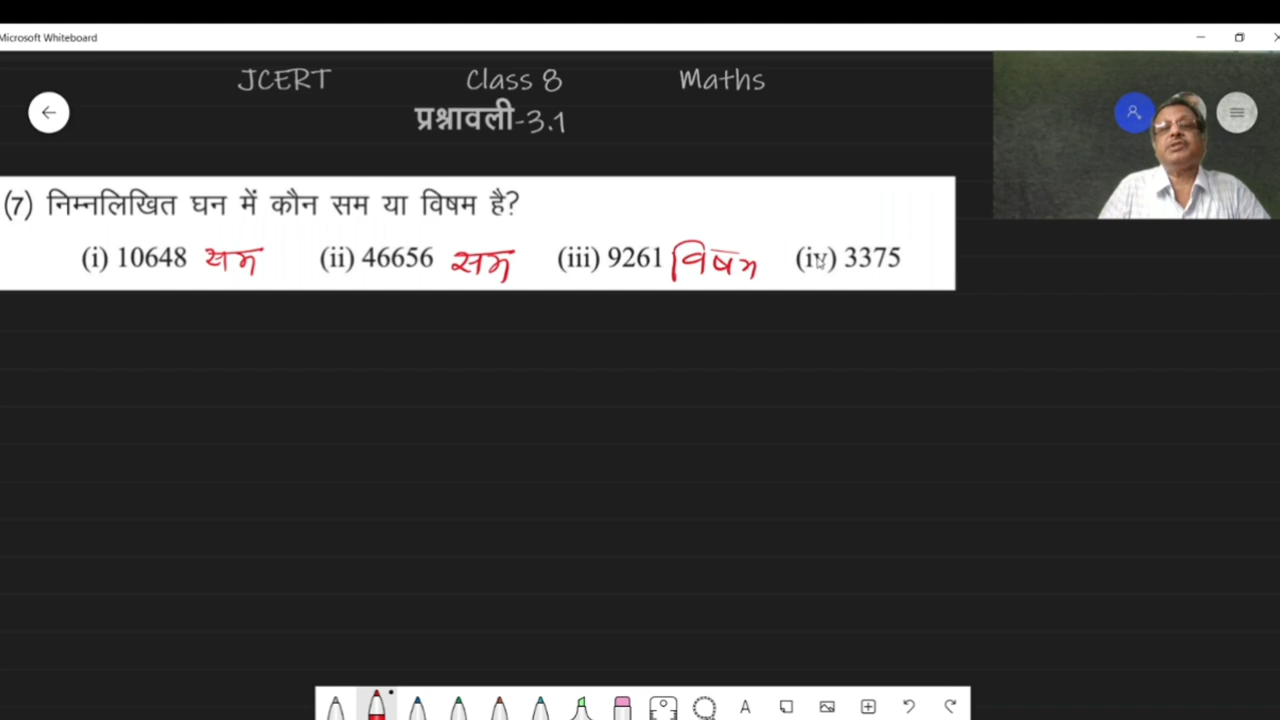 Microsoft Whiteboard
JCERT Class 8 Maths
प्रश्नावली-3.1
(7) निम्नलिखित घन में कौन सम या विषम है?
(i) 10648 सम (ii) 46656 सम (iii) 9261 विषम (iv) 3375
A